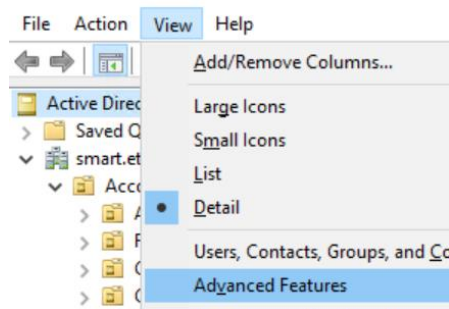 File Action View Help
Add/Remove Columns...
Active Direc
Large Icons
Saved Q
Small Icons
smart.et
List
Acco
Detail
Users, Contacts, Groups, and Co
Advanced Features